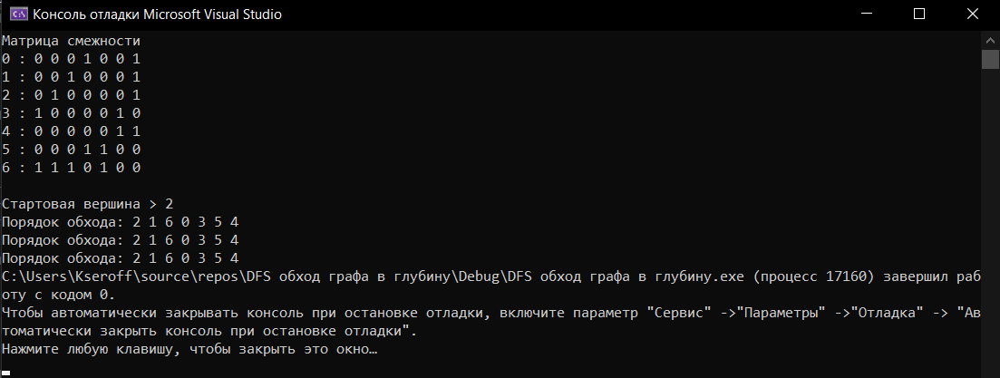 Консоль отладки Microsoft Visual Studio
Матрица смежности
0 : 0 0 0 1 0 0 1
1 : 0 0 1 0 0 0 1
2 : 0 1 0 0 0 0 1
3 : 1 0 0 0 0 1 0
4 : 0 0 0 0 0 1 1
5 : 0 0 0 1 1 0 0
6 : 1 1 1 0 1 0 0
Стартовая вершина > 2
Порядок обхода: 2 1 6 0 3 5 4
Порядок обхода: 2 1 6 0 3 5 4
Порядок обхода: 2 1 6 0 3 5 4
C:\Users\Kseroff\source\repos\DFS обход графа в глубину\Debug\DFS обход графа в глубину.exe (процесс 17160) завершил раб
оту с кодом 0.
Чтобы автоматически закрывать консоль при остановке отладки, включите параметр "Сервис" ->"Параметры" ->"Отладка" -> "Ав
томатически закрыть консоль при остановке отладки".
Нажмите любую клавишу, чтобы закрыть это окно…